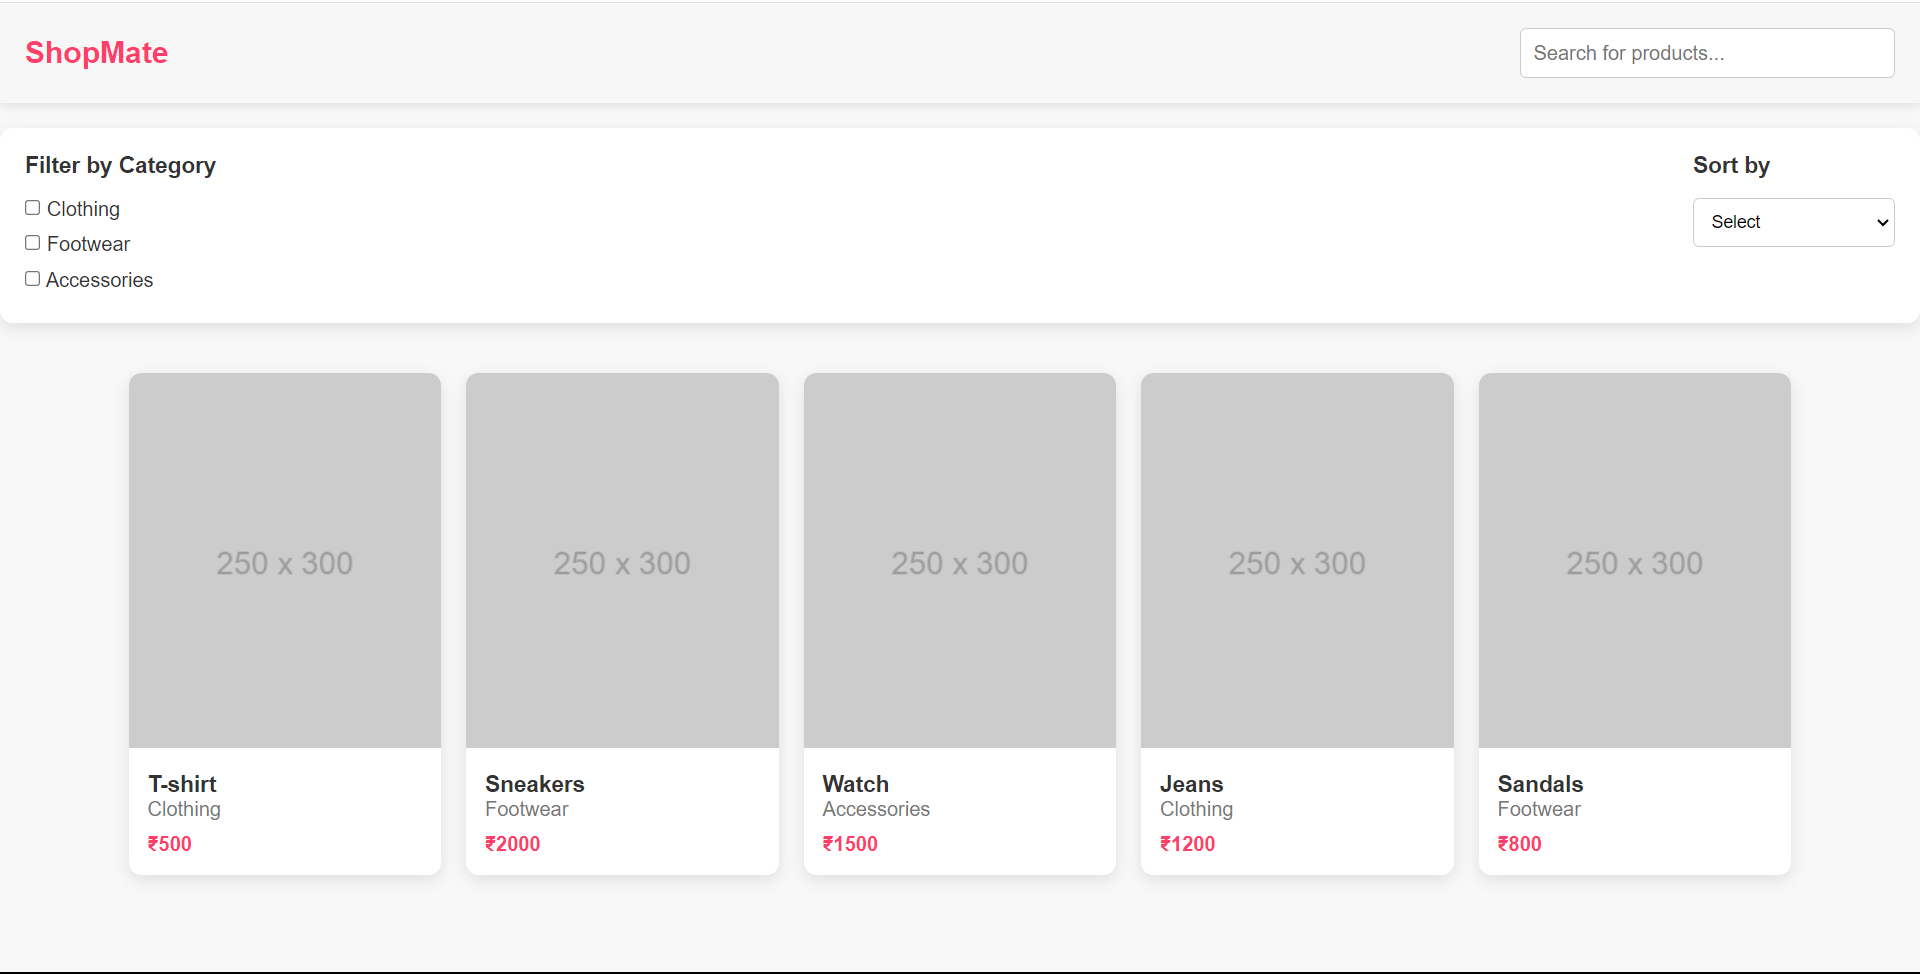 ShopMate
Search for products...
Filter by Category
Clothing
Footwear
Accessories
Sort by
Select
250 x 300
T-shirt
Clothing
₹500
250 x 300
Sneakers
Footwear
₹2000
250 x 300
Watch
Accessories
₹1500
250 x 300
Jeans
Clothing
₹1200
250 x 300
Sandals
Footwear
₹800